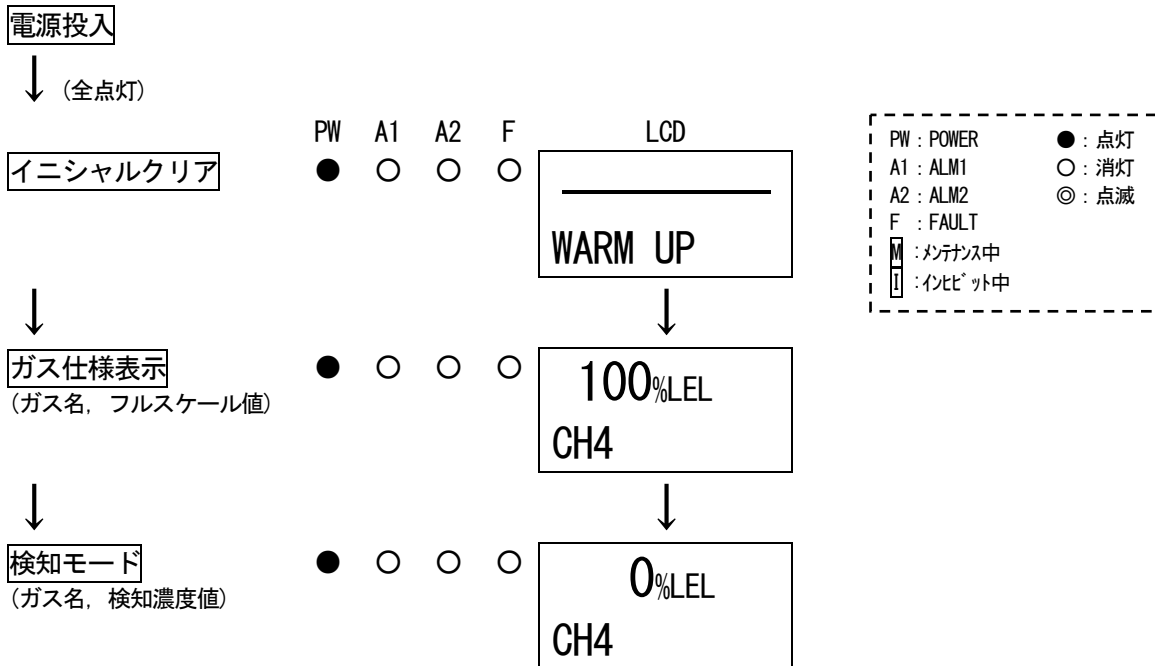 電源投入
↓ (全点灯)
PW A1 A2 F LCD
イニシャルクリア ● ○ ○ ○
WARM UP
↓ ↓
ガス仕様表示 ● ○ ○ ○ 100%LEL
(ガス名, フルスケール値)
CH4
↓ ↓
検知モード ● ○ ○ ○ 0%LEL
(ガス名, 検知濃度値)
CH4
PW : POWER ● : 点灯
A1 : ALM1 ○ : 消灯
A2 : ALM2 ◎ : 点滅
F : FAULT
M : メンテナンス中
I : インヒビット中